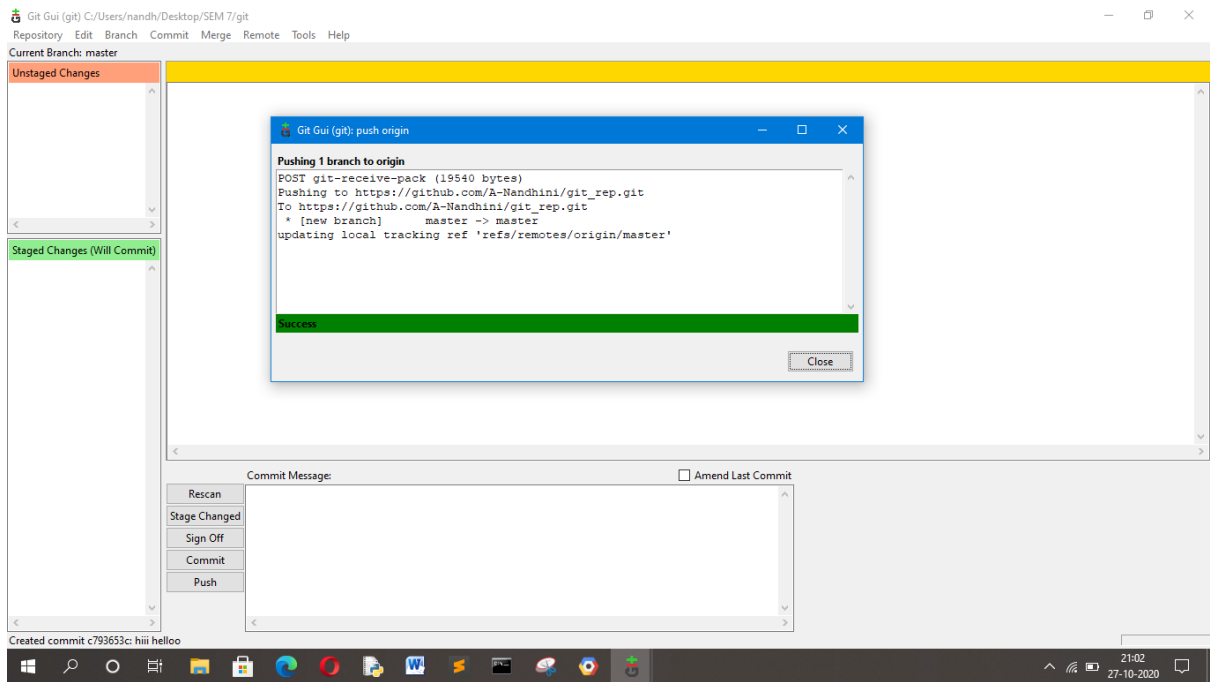 Git Gui (git) C:/Users/nandh/Desktop/SEM 7/git
Repository Edit Branch Commit Merge Remote Tools Help
Current Branch: master
Unstaged Changes
Git Gui (git): push origin
Pushing 1 branch to origin
POST git-receive-pack (19540 bytes)
Pushing to https://github.com/A-Nandhini/git_rep.git
To https://github.com/A-Nandhini/git_rep.git
 * [new branch]      master -> master
updating local tracking ref 'refs/remotes/origin/master'
Success
Close
Staged Changes (Will Commit)
Commit Message:
Amend Last Commit
Rescan
Stage Changed
Sign Off
Commit
Push
Created commit c793653c: hiii helloo
21:02
27-10-2020